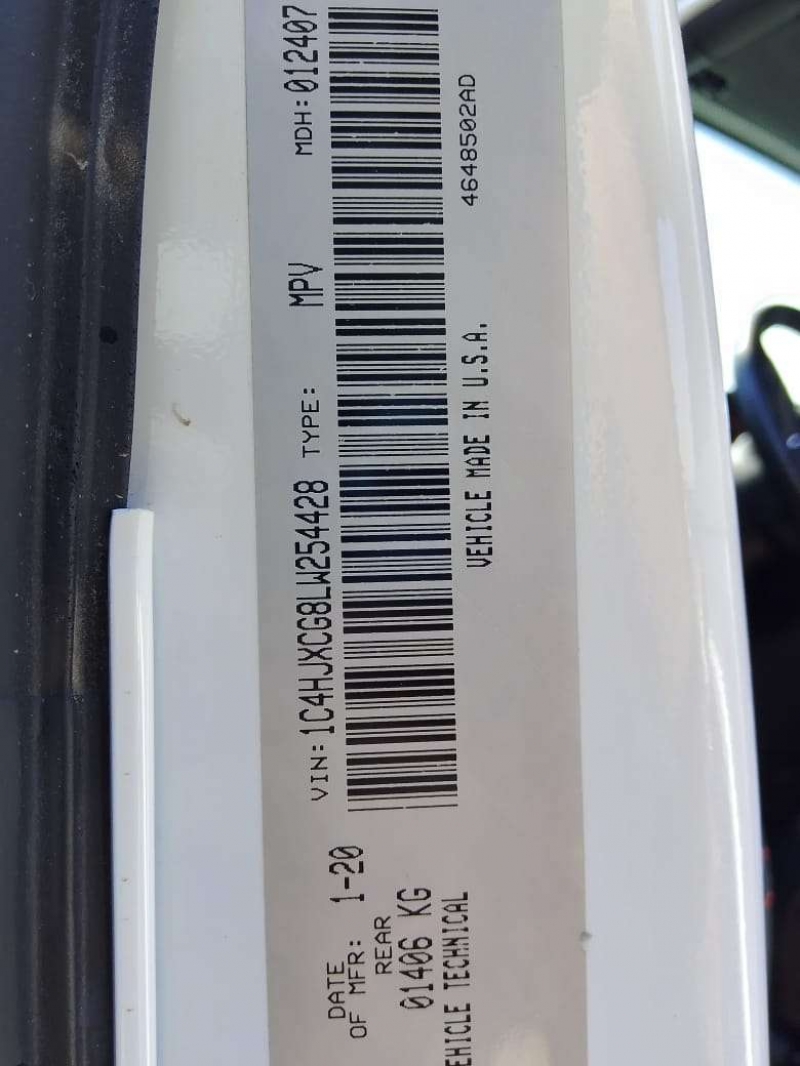 DATE OF MFR: 1-20
VIN: 1C4HJXCG8LW254428 TYPE: MPV MDH: 012407
REAR
01406 KG
VEHICLE MADE IN U.S.A. 4648502AD
EHICLE TECHNICAL